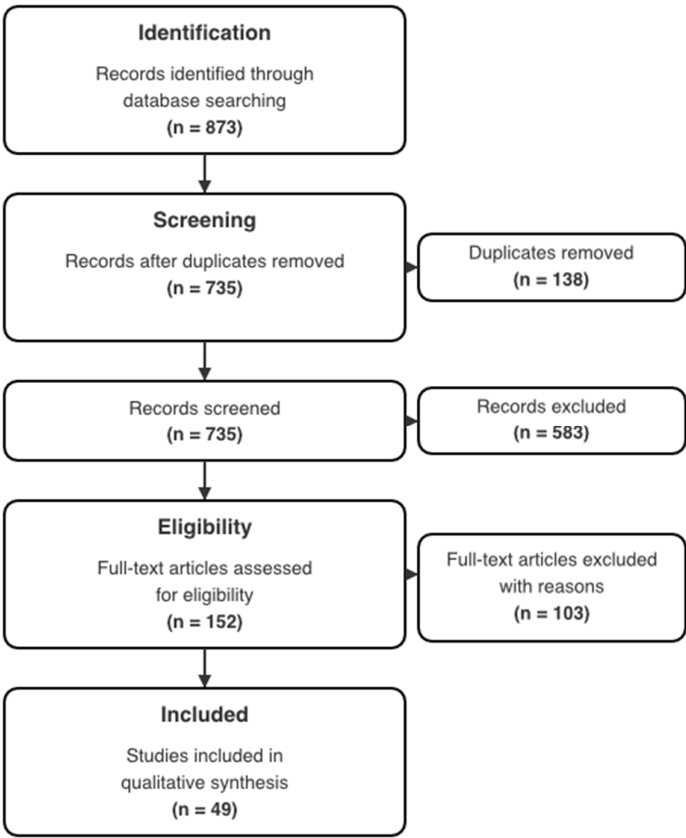 Identification
Records identified through
database searching
(n = 873)
Screening
Records after duplicates removed
(n = 735)
Duplicates removed
(n = 138)
Records screened
(n = 735)
Records excluded
(n = 583)
Eligibility
Full-text articles assessed
for eligibility
(n = 152)
Full-text articles excluded
with reasons
(n = 103)
Included
Studies included in
qualitative synthesis
(n = 49)